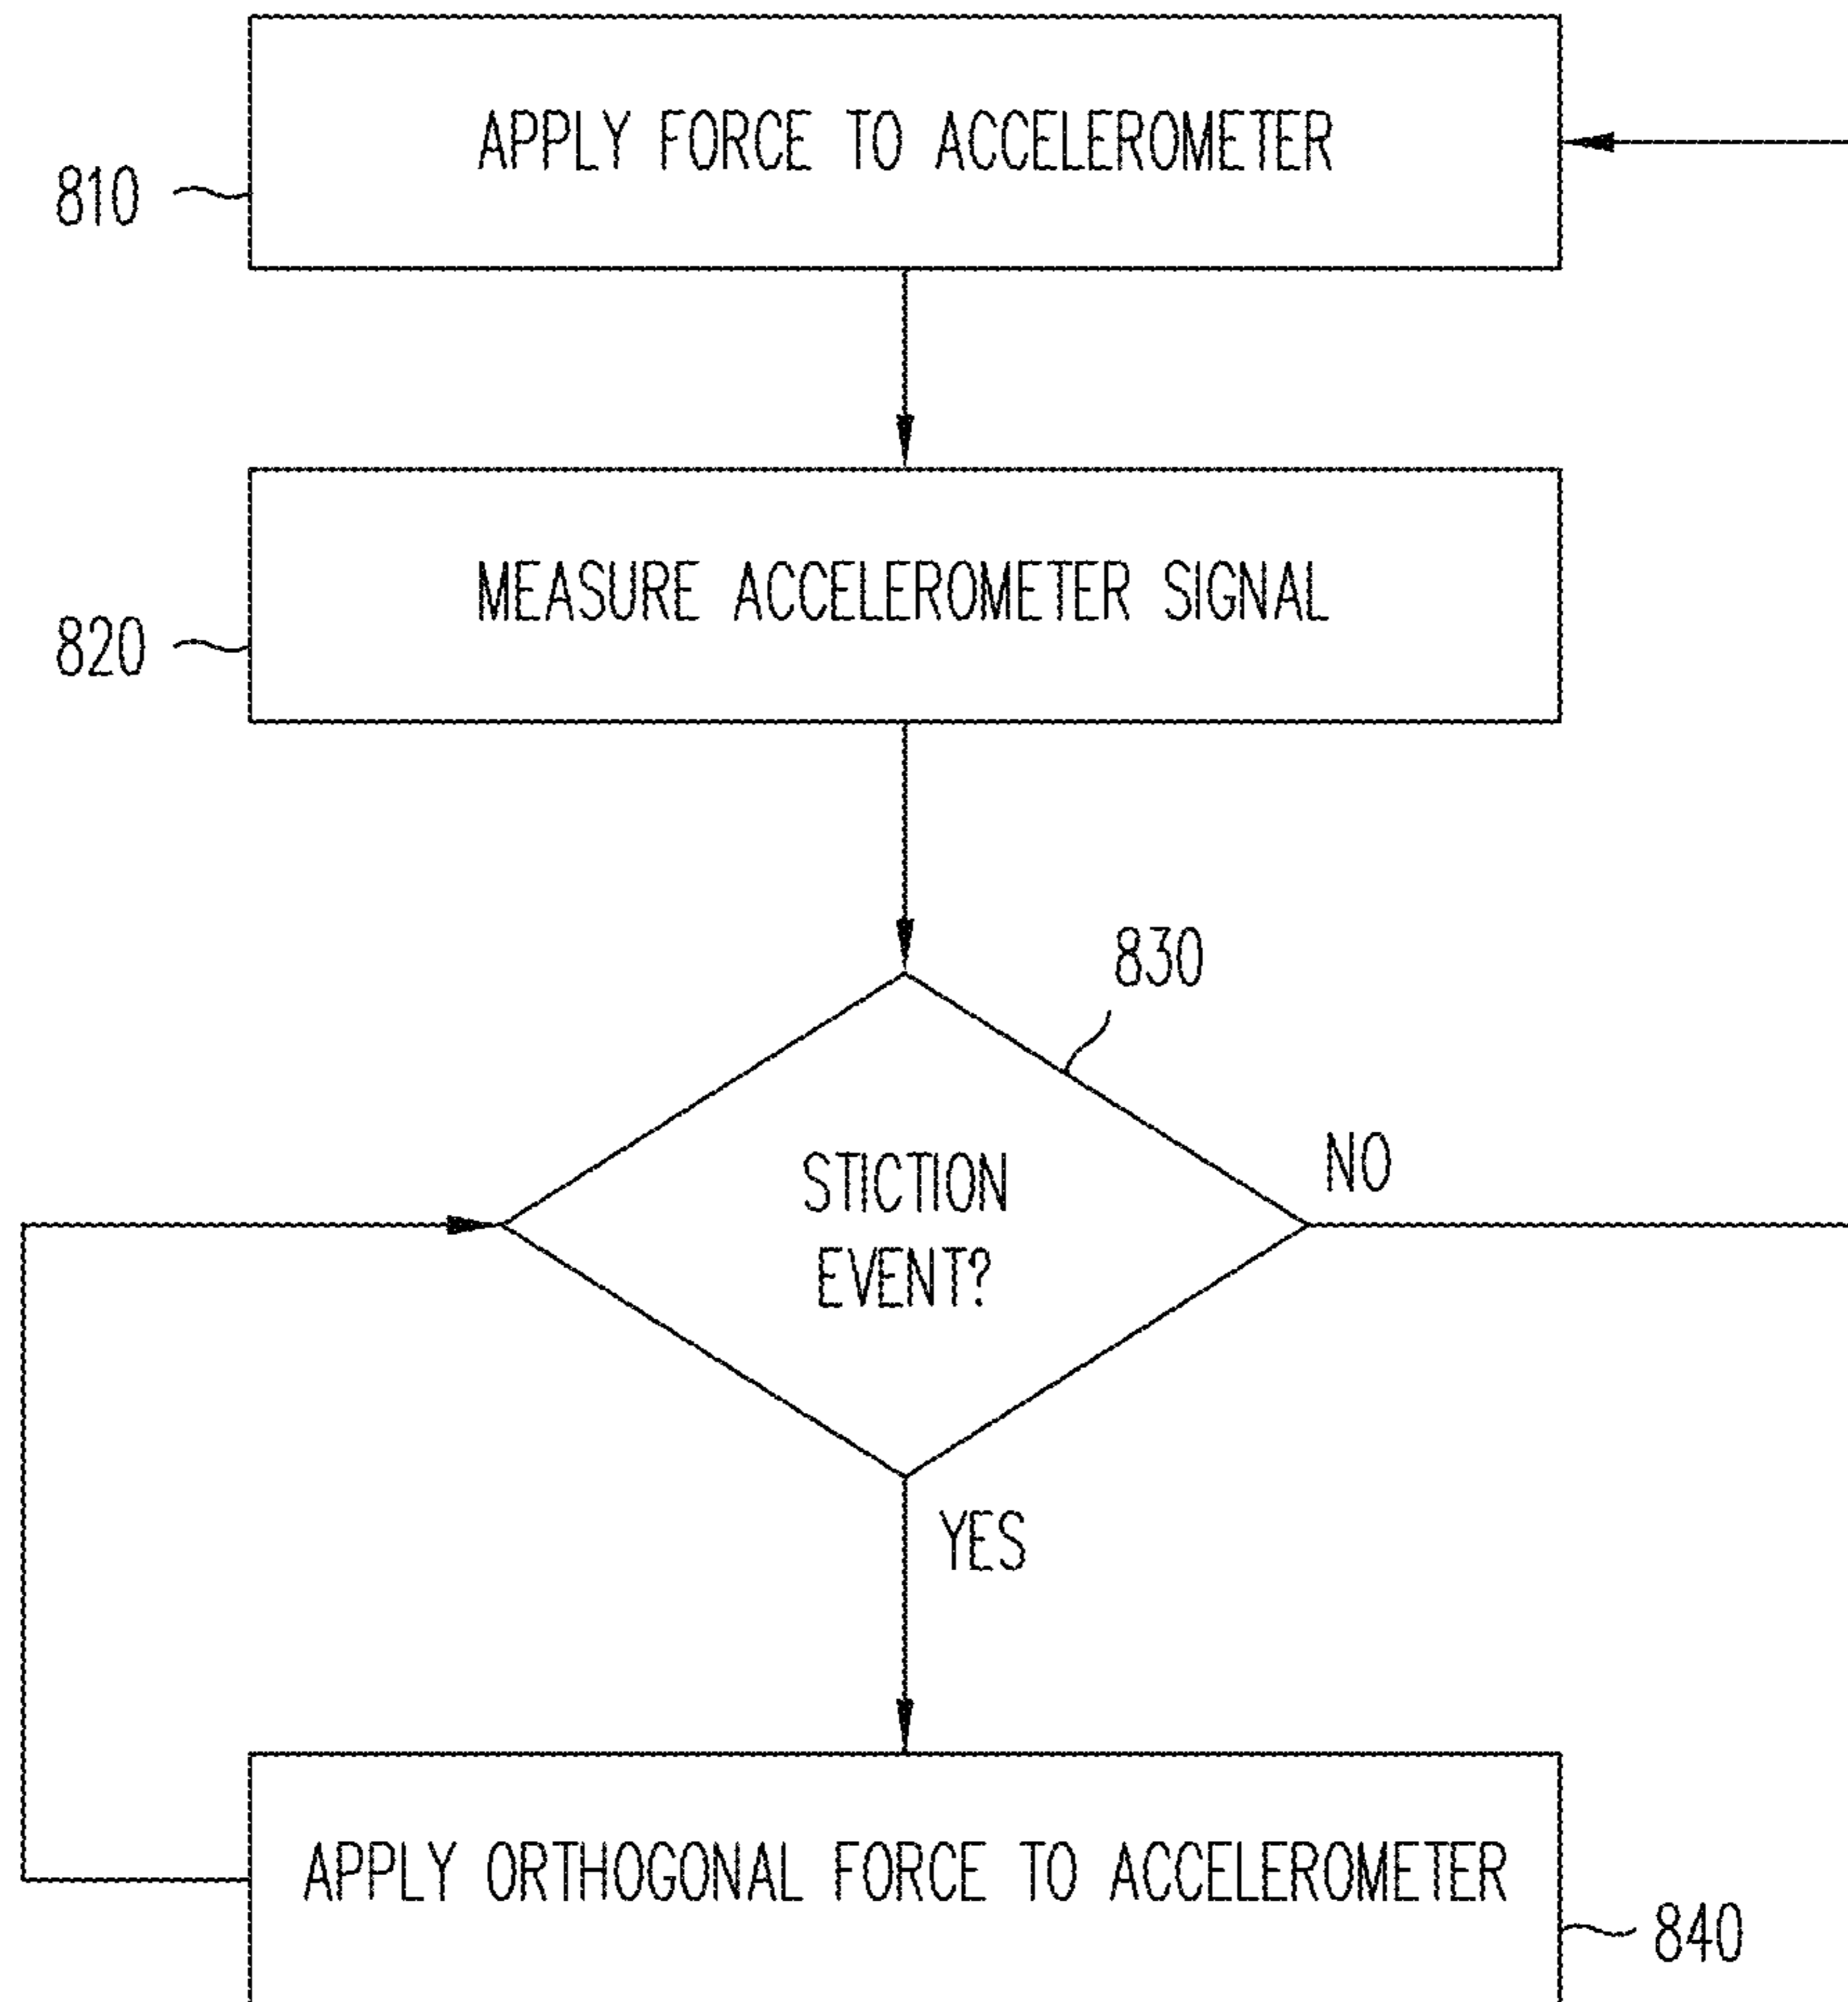 APPLY FORCE TO ACCELEROMETER
810
MEASURE ACCELEROMETER SIGNAL
820
830
STICTION
EVENT?
NO
YES
APPLY ORTHOGONAL FORCE TO ACCELEROMETER
840